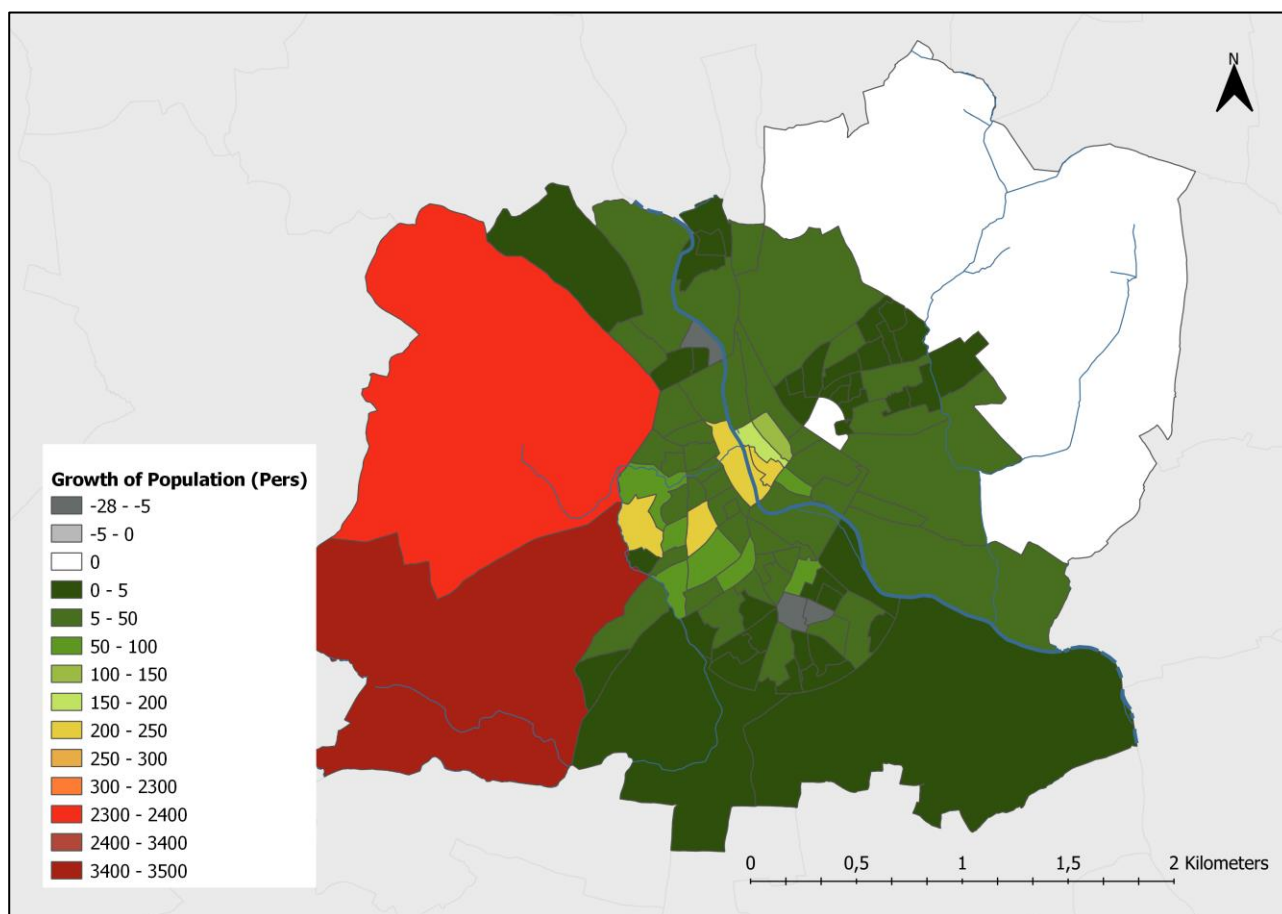 N
Growth of Population (Pers)
-28 - -5
-5 - 0
0
0 - 5
5 - 50
50 - 100
100 - 150
150 - 200
200 - 250
250 - 300
300 - 2300
2300 - 2400
2400 - 3400
3400 - 3500
0 0,5 1 1,5 2 Kilometers